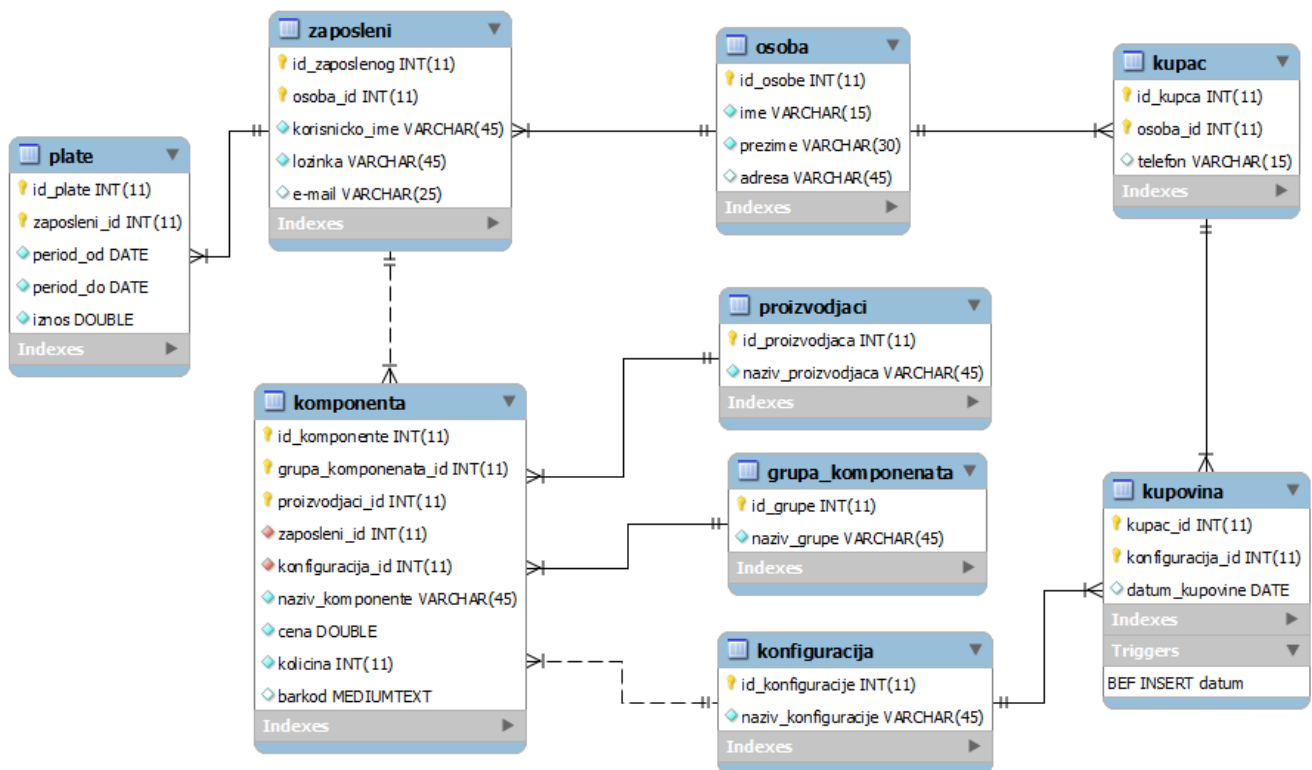 zaposleni
id_zaposlenog INT(11)
osoba_id INT(11)
korisnicko_ime VARCHAR(45)
lozinka VARCHAR(45)
e-mail VARCHAR(25)
Indexes
osoba
id_osobe INT(11)
ime VARCHAR(15)
prezime VARCHAR(30)
adresa VARCHAR(45)
Indexes
kupac
id_kupca INT(11)
osoba_id INT(11)
telefon VARCHAR(15)
Indexes
plate
id_plate INT(11)
zaposleni_id INT(11)
period_od DATE
period_do DATE
iznos DOUBLE
Indexes
proizvodjaci
id_proizvodjaca INT(11)
naziv_proizvodjaca VARCHAR(45)
Indexes
komponenta
id_komponente INT(11)
grupa_komponenata_id INT(11)
proizvodjaci_id INT(11)
zaposleni_id INT(11)
konfiguracija_id INT(11)
naziv_komponente VARCHAR(45)
cena DOUBLE
kolicina INT(11)
barkod MEDIUMTEXT
Indexes
grupa_komponenata
id_grupe INT(11)
naziv_grupe VARCHAR(45)
Indexes
kupovina
kupac_id INT(11)
konfiguracija_id INT(11)
datum_kupovine DATE
Indexes
Triggers
BEF INSERT datum
konfiguracija
id_konfiguracije INT(11)
naziv_konfiguracije VARCHAR(45)
Indexes